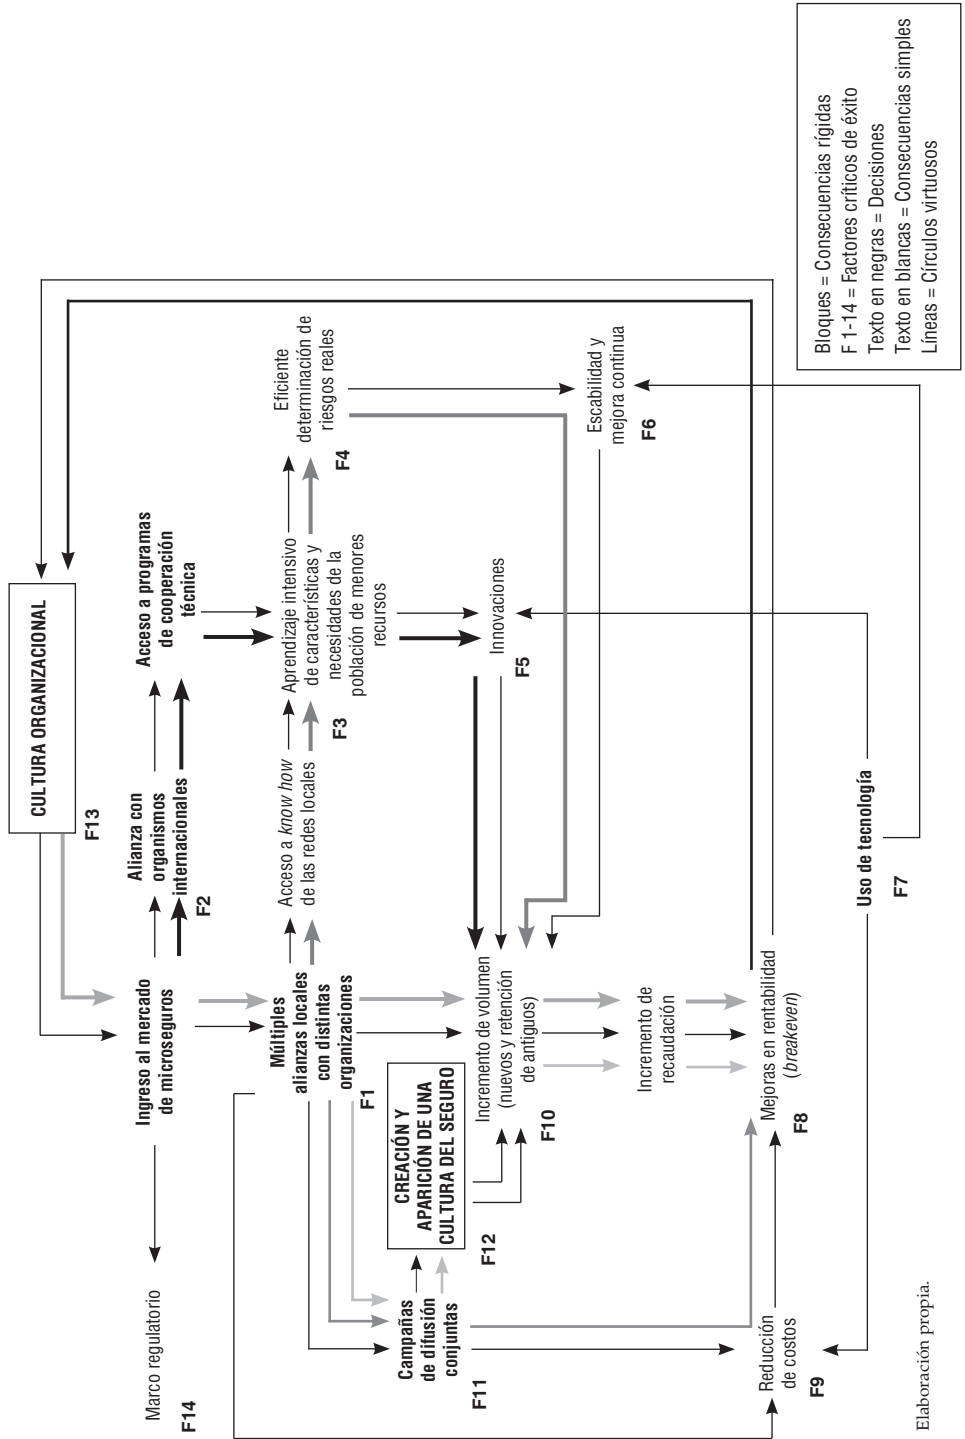 CULTURA ORGANIZACIONAL
F13
Marco regulatorio
F14
Ingreso al mercado
de microseguros
Alianza con
organismos
internacionales
F2
Acceso a programas
de cooperación
técnica
Múltiples
alianzas locales
con distintas
organizaciones
F1
Acceso a know how
de las redes locales
F3
Aprendizaje intensivo
de características y
necesidades de la
población de menores
recursos
Eficiente
determinación de
riesgos reales
F4
Campañas
de difusión
conjuntas
F11
CREACIÓN Y
APARICIÓN DE UNA
CULTURA DEL SEGURO
F12
Incremento de volumen
(nuevos y retención
de antiguos)
F10
Innovaciones
F5
Escabilidad y
mejora continua
F6
Incremento de
recaudación
Reducción
de costos
F9
Mejoras en rentabilidad
(breakeven)
F8
Uso de tecnología
F7
Bloques = Consecuencias rígidas
F 1-14 = Factores críticos de éxito
Texto en negras = Decisiones
Texto en blancas = Consecuencias simples
Líneas = Círculos virtuosos
Elaboración propia.